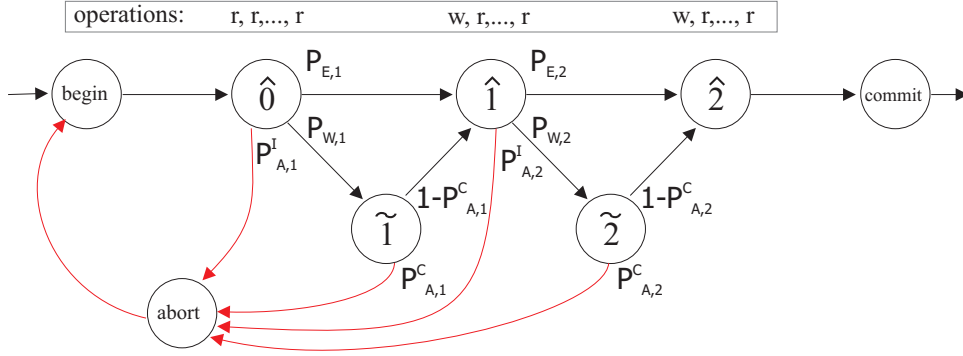 operations: r, r,..., r w, r,..., r w, r,..., r
P_E,1 P_E,2
begin 0̂ 1̂ 2̂ commit
P_W,1 P_W,2
P^I_A,1 P^I_A,2
1-P^C_A,1 1-P^C_A,2
1̃ 2̃
P^C_A,1 P^C_A,2
abort